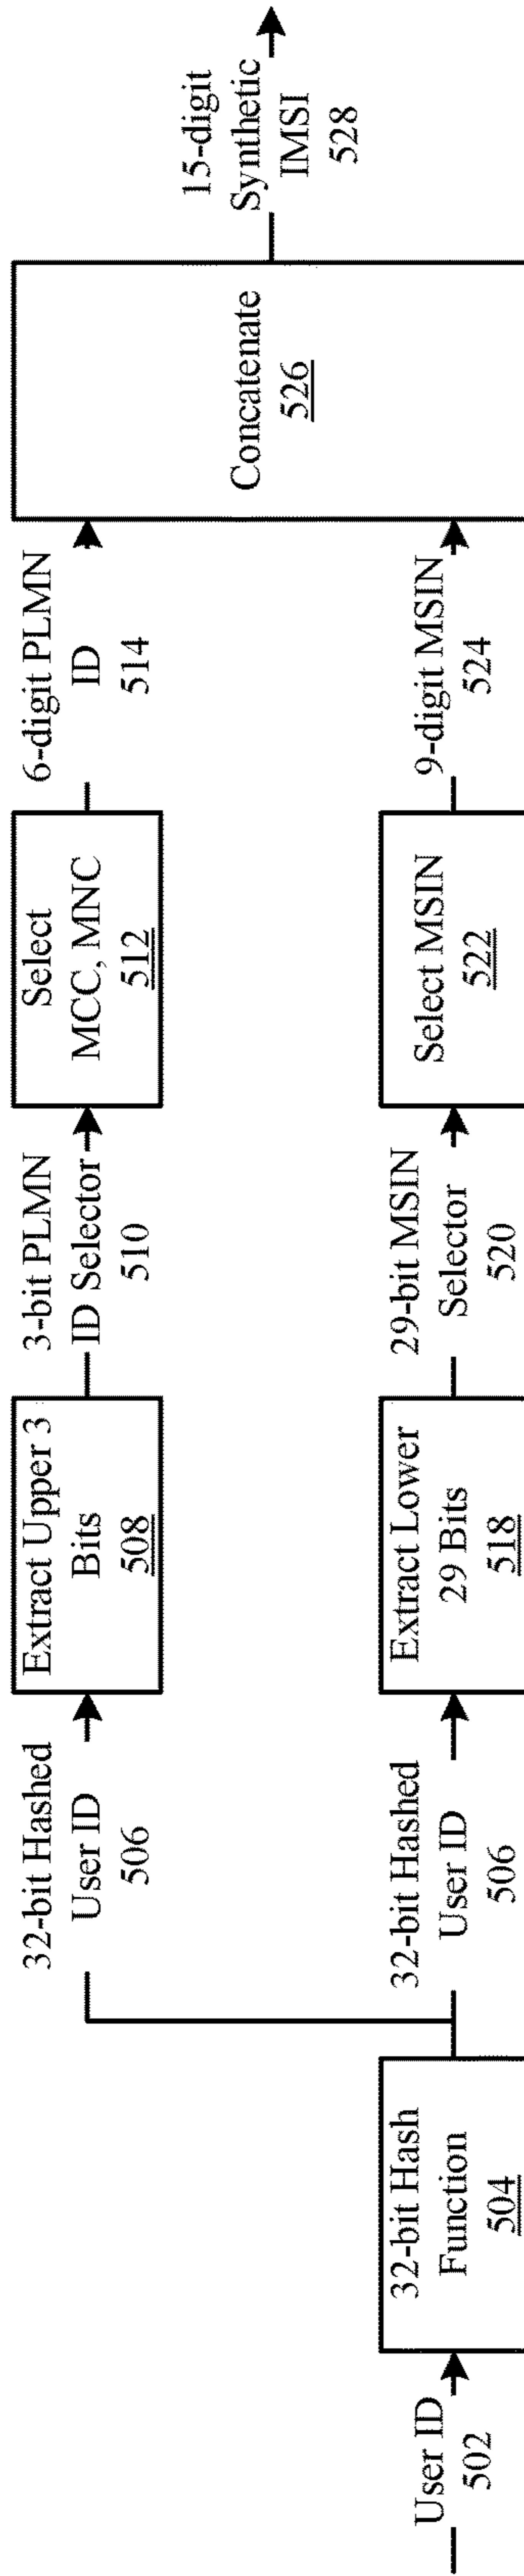 User ID
502
32-bit Hash
Function
504
32-bit Hashed
User ID
506
32-bit Hashed
User ID
506
Extract Upper 3
Bits
508
Extract Lower
29 Bits
518
3-bit PLMN
ID Selector
510
29-bit MSIN
Selector
520
Select
MCC, MNC
512
Select MSIN
522
6-digit PLMN
ID
514
9-digit MSIN
524
Concatenate
526
15-digit
Synthetic
IMSI
528